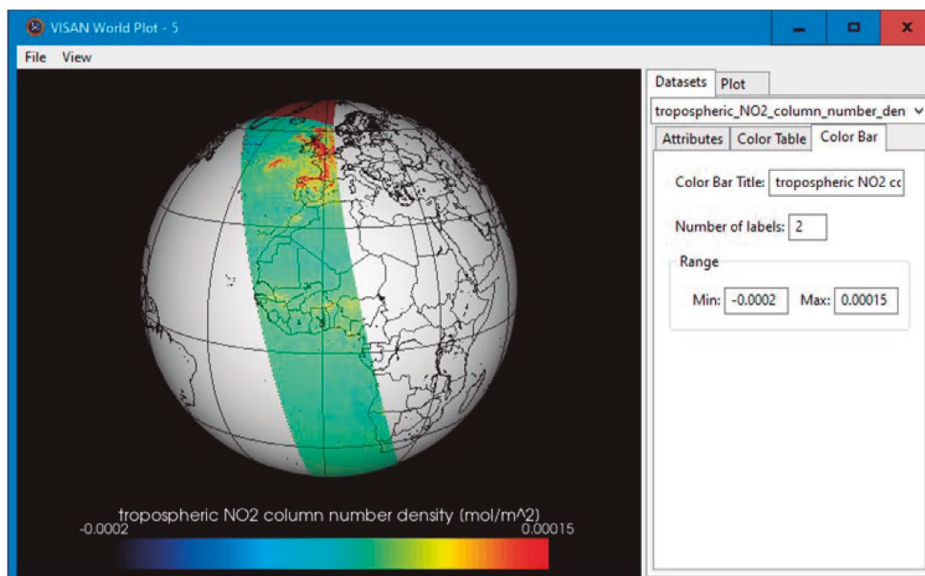 VISAN World Plot - 5
File View
Datasets Plot
tropospheric_NO2_column_number_den
Attributes Color Table Color Bar
Color Bar Title: tropospheric NO2 cc
Number of labels: 2
Range
Min: -0.0002 Max: 0.00015
tropospheric NO2 column number density [mol/m^2]
-0.0002 0.00015